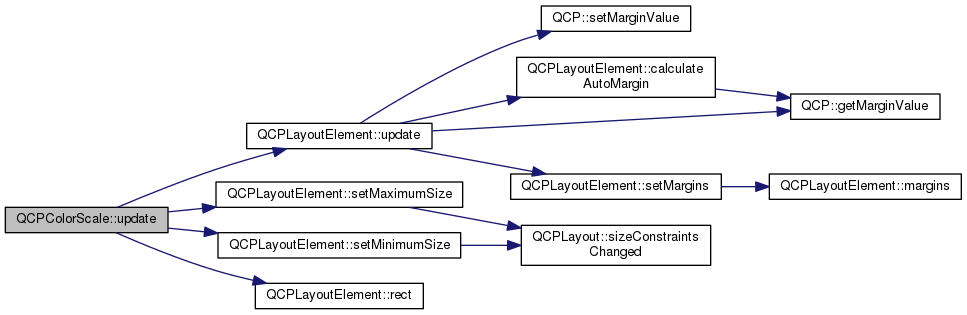 QCP::setMarginValue
QCPLayoutElement::calculate
AutoMargin
QCP::getMarginValue
QCPLayoutElement::update
QCPLayoutElement::setMargins
QCPLayoutElement::margins
QCPLayoutElement::setMaximumSize
QCPColorScale::update
QCPLayoutElement::setMinimumSize
QCPLayout::sizeConstraints
Changed
QCPLayoutElement::rect